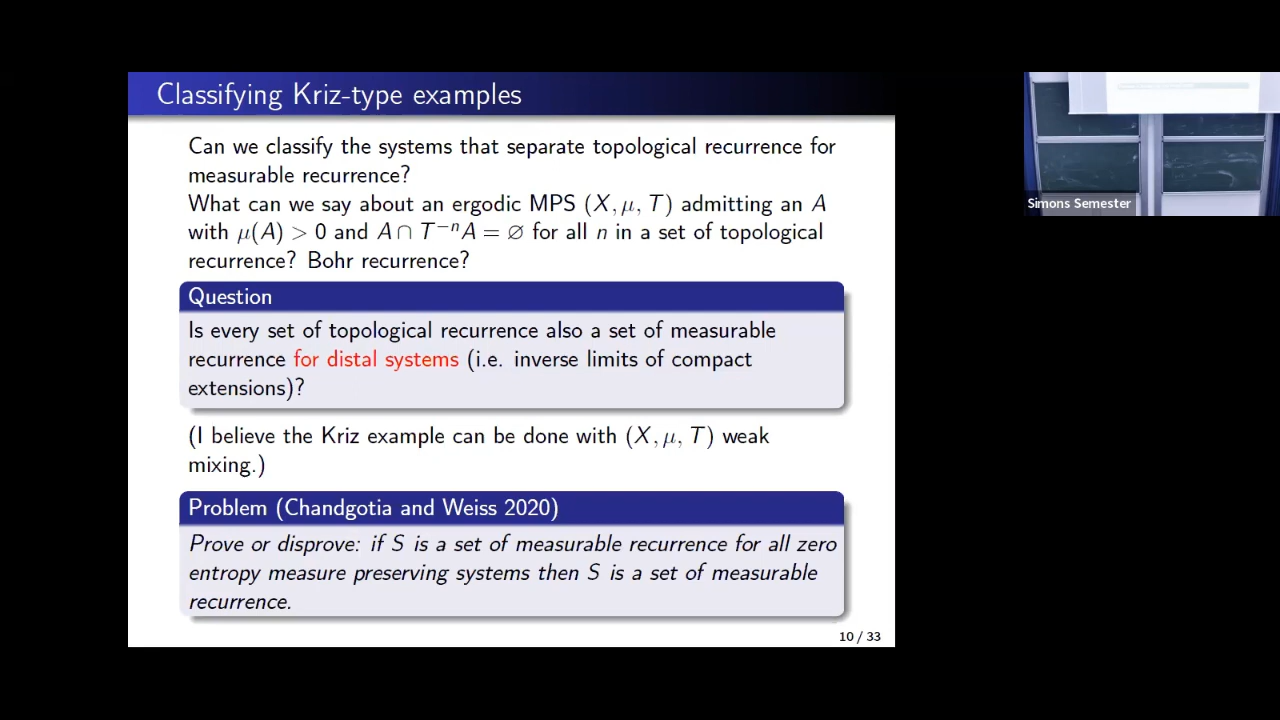 Classifying Kriz-type examples
Can we classify the systems that separate topological recurrence for
measurable recurrence?
What can we say about an ergodic MPS (X, μ, T) admitting an A
with μ(A) > 0 and A ∩ T⁻ⁿA = ∅ for all n in a set of topological
recurrence? Bohr recurrence?
Question
Is every set of topological recurrence also a set of measurable
recurrence for distal systems (i.e. inverse limits of compact
extensions)?
(I believe the Kriz example can be done with (X, μ, T) weak
mixing.)
Problem (Chandgotia and Weiss 2020)
Prove or disprove: if S is a set of measurable recurrence for all zero
entropy measure preserving systems then S is a set of measurable
recurrence.
10 / 33
Simons Semester